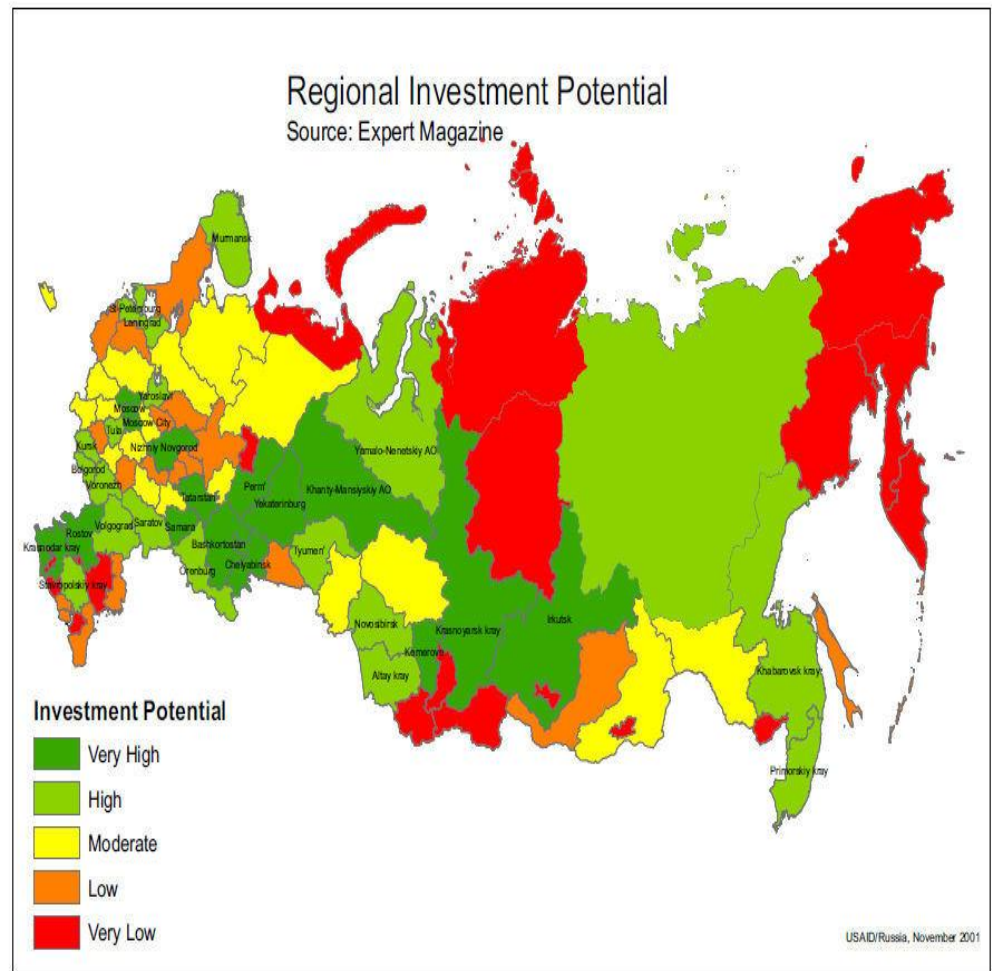 Regional Investment Potential
Source: Expert Magazine
Murmansk
St-Petersburg
Leningrad
Yaroslavl
Moscow
Moscow City
Tula
Kursk
Nizhniy Novgorod
Belgorod
Voronezh
Yamalo-Nenetskiy AO
Perm'
Khanty-Mansiyskiy AO
Yekaterinburg
Tatarstan
Volgograd
Saratov
Samara
Rostov
Krasnodar kray
Bashkortostan
Tyumen'
Chelyabinsk
Orenburg
Stavropolskiy kray
Irkutsk
Novosibirsk
Krasnoyarsk kray
Kemerovo
Altay kray
Khabarovsk kray
Primorskiy kray
Investment Potential
Very High
High
Moderate
Low
Very Low
USAID/Russia, November 2001